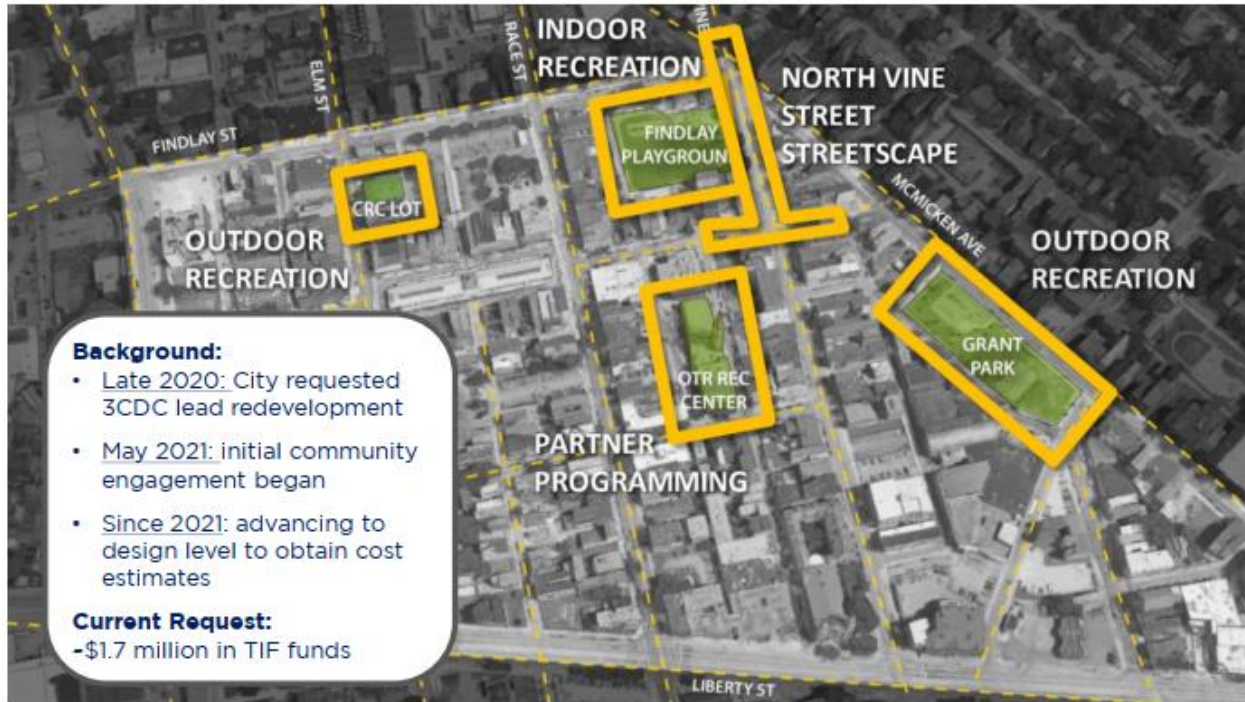 INDOOR
RECREATION
NORTH VINE
STREET
STREETSCAPE
RACE ST
ELM ST
FINDLAY ST
FINDLAY
PLAYGROUND
MCMICKEN AVE
CRC LOT
OUTDOOR
RECREATION
OUTDOOR
RECREATION
GRANT
PARK
OTR REC
CENTER
PARTNER
PROGRAMMING
Background:
• Late 2020: City requested
3CDC lead redevelopment
• May 2021: initial community
engagement began
• Since 2021: advancing to
design level to obtain cost
estimates
Current Request:
~$1.7 million in TIF funds
LIBERTY ST